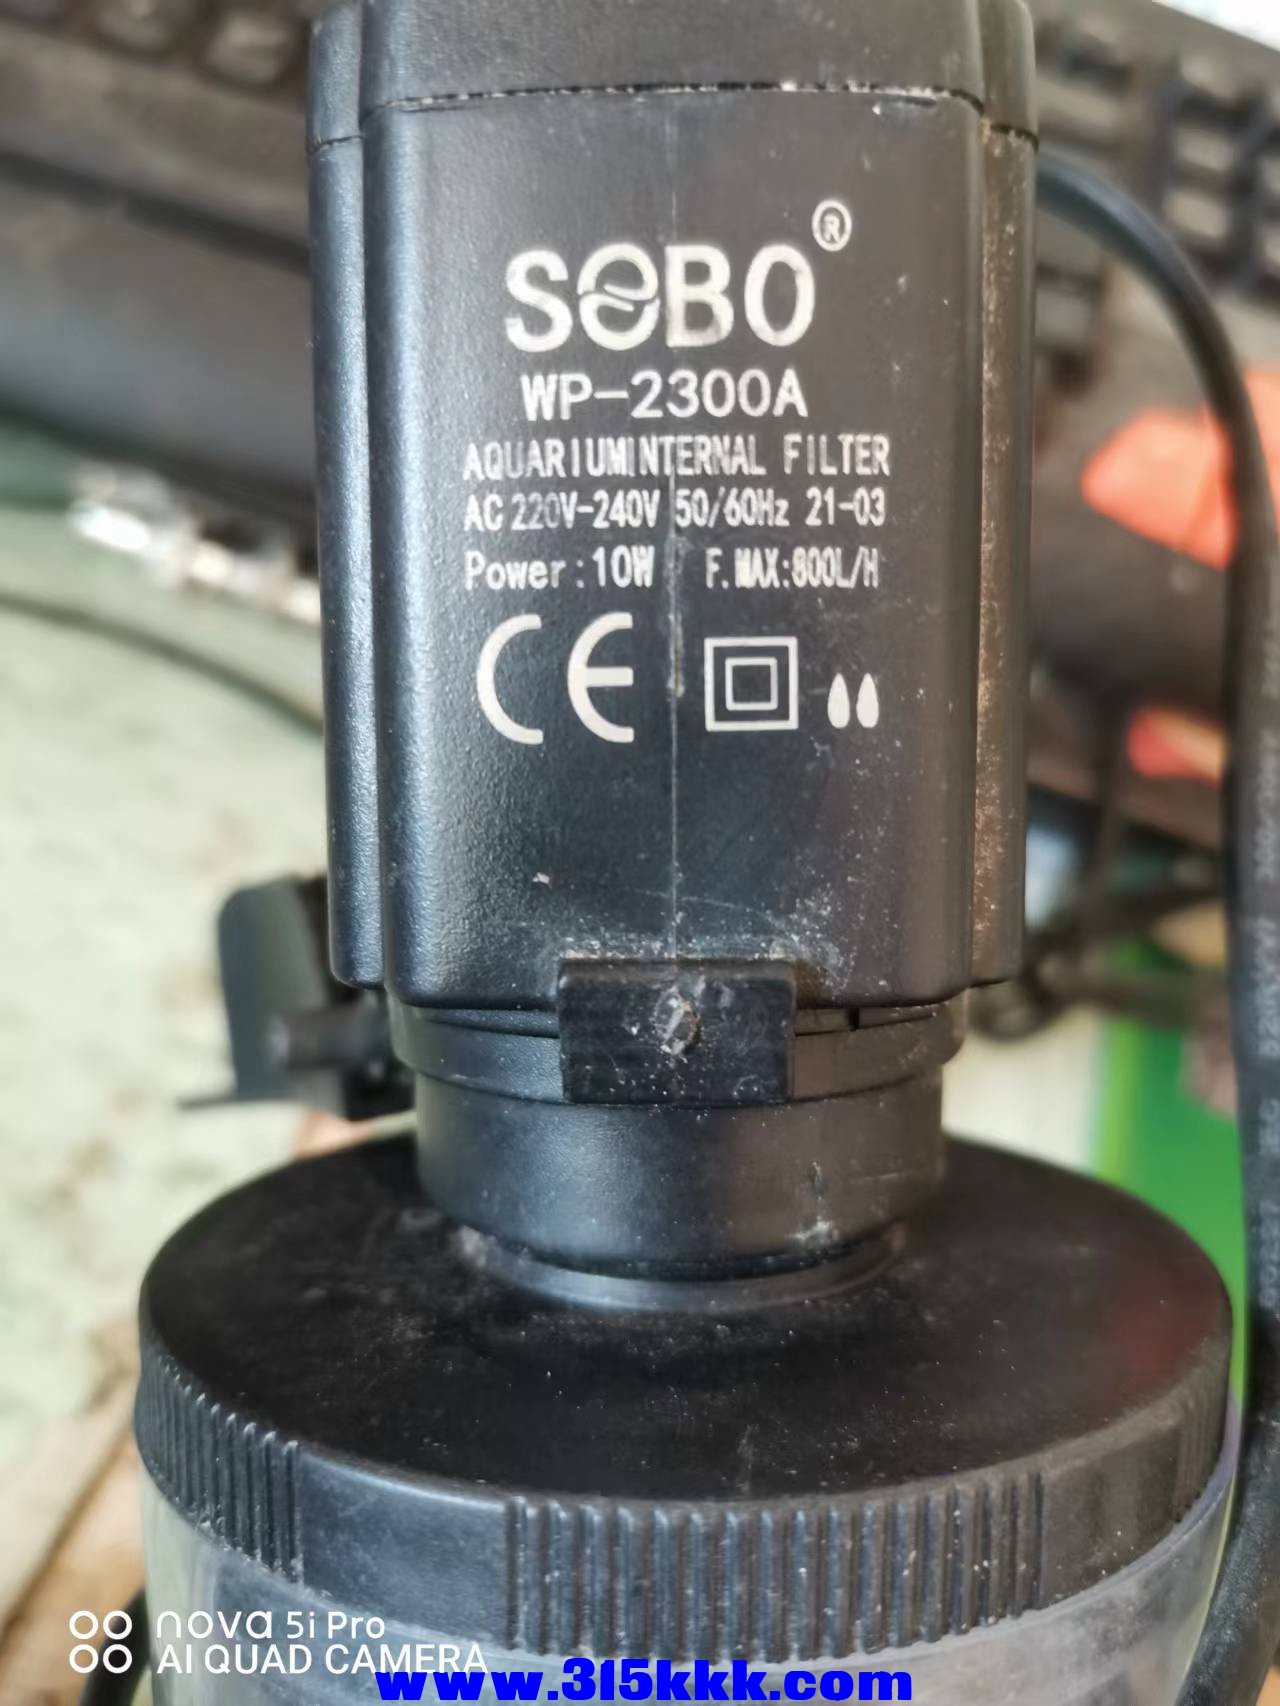 SOBO®
WP-2300A
AQUARIUMINTERNAL FILTER
AC 220V-240V 50/60Hz 21-03
Power:10W F.MAX:800L/H
CE
nova 5i Pro
AI QUAD CAMERA
www.315kkk.com